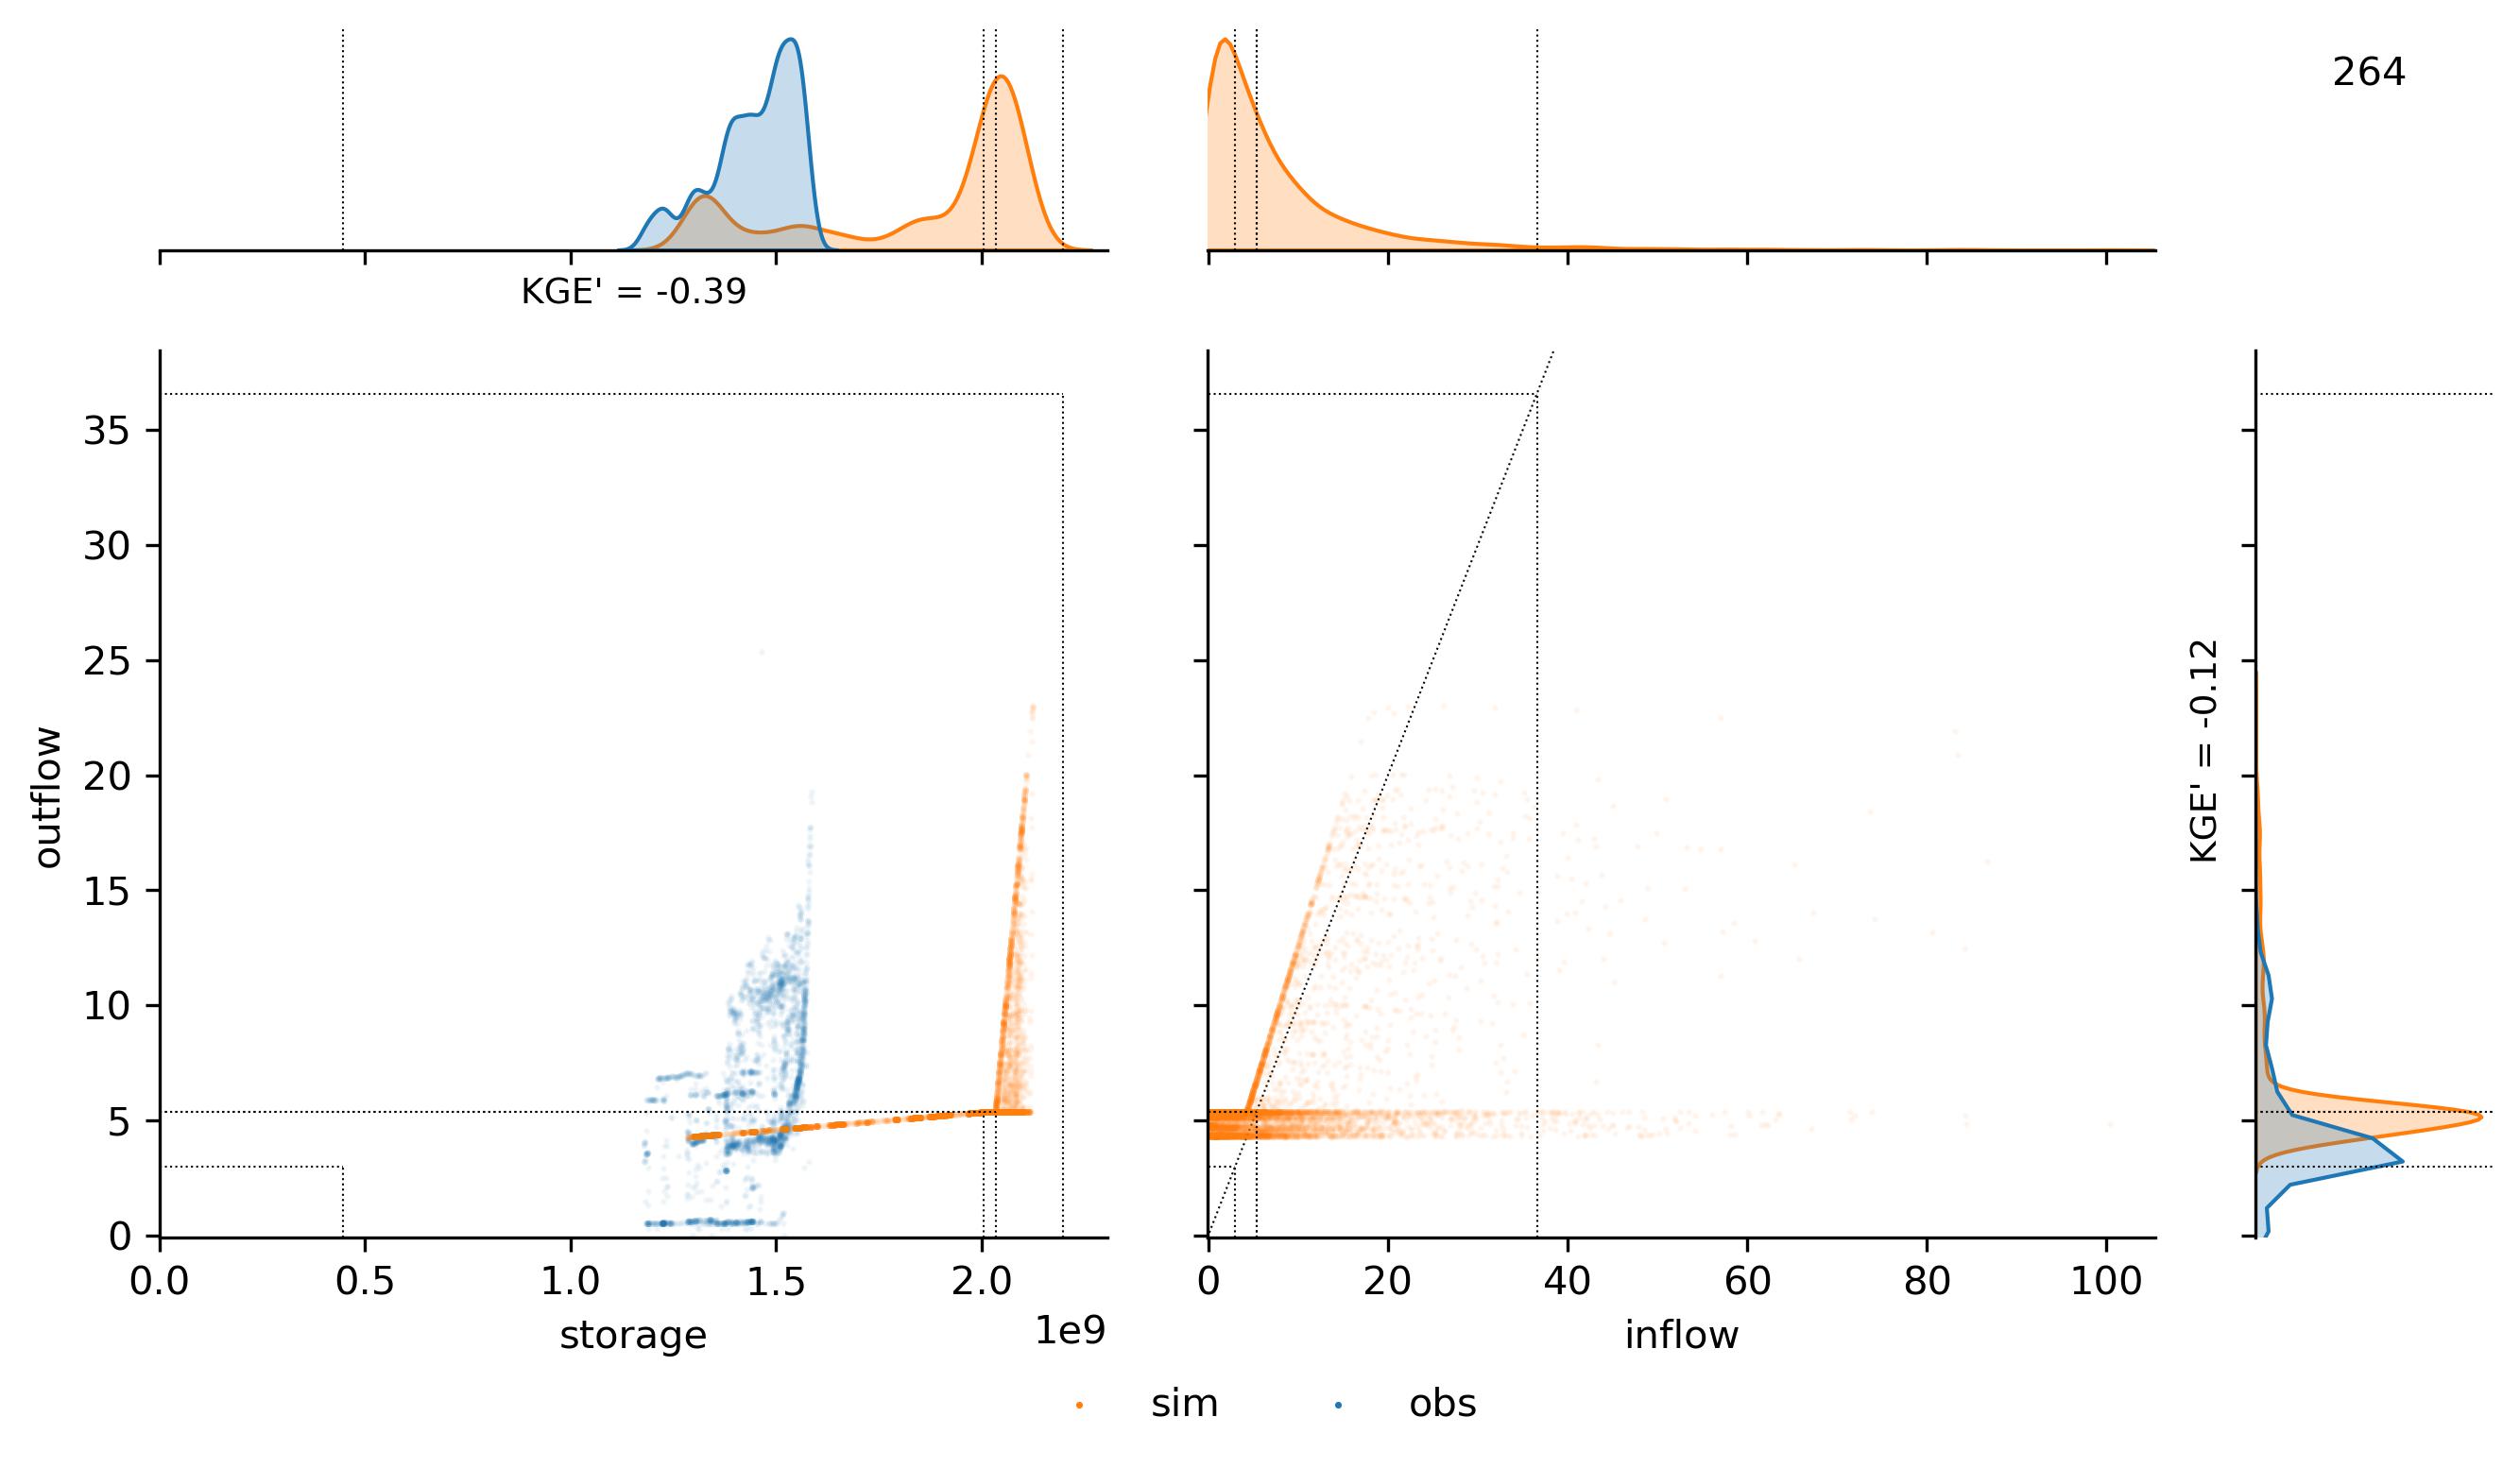 264
KGE' = -0.39
outflow
35
30
25
20
15
10
5
0
0.0 0.5 1.0 1.5 2.0
storage
1e9
0 20 40 60 80 100
inflow
KGE' = -0.12
sim obs